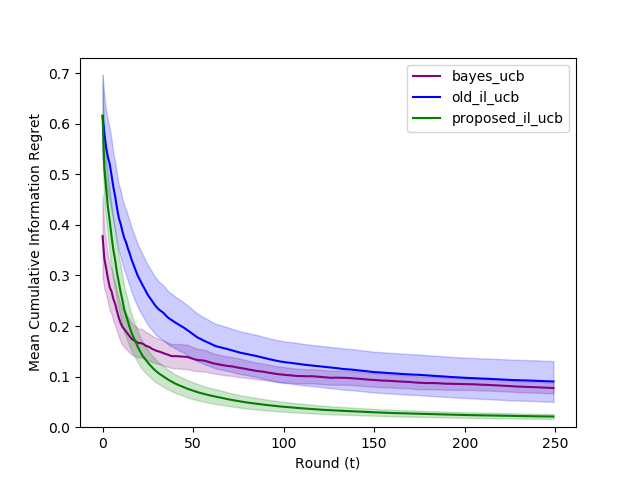 bayes_ucb
old_il_ucb
proposed_il_ucb
Mean Cumulative Information Regret
0.7
0.6
0.5
0.4
0.3
0.2
0.1
0.0
0
50
100
150
200
250
Round (t)